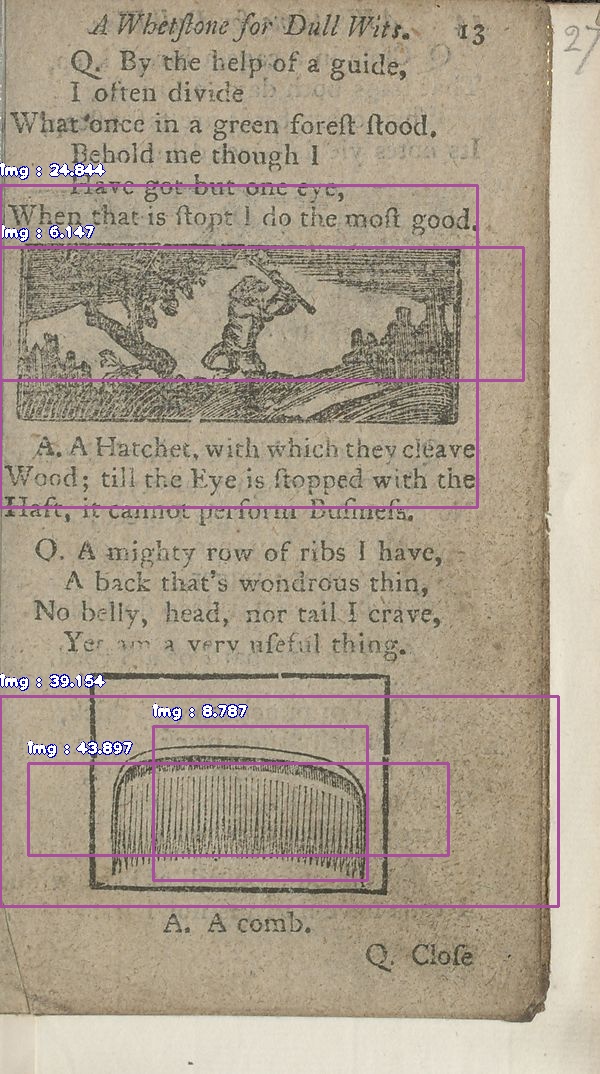 A Whetſtone for Dull Wits. 13
27
Q. By the help of a guide,
I often divide
What once in a green foreſt ſtood.
Behold me though I
Have got but one eye,
When that is ſtopt I do the moſt good.
Img : 24.844
Img : 6.147
A. A Hatchet, with which they cleave
Wood; till the Eye is ſtopped with the
Haft, it cannot perform Buſineſs.
Q. A mighty row of ribs I have,
A back that's wondrous thin,
No belly, head, nor tail I crave,
Yet am a very uſeful thing.
Img : 39.154
Img : 8.787
Img : 43.897
A. A comb.
Q. Cloſe